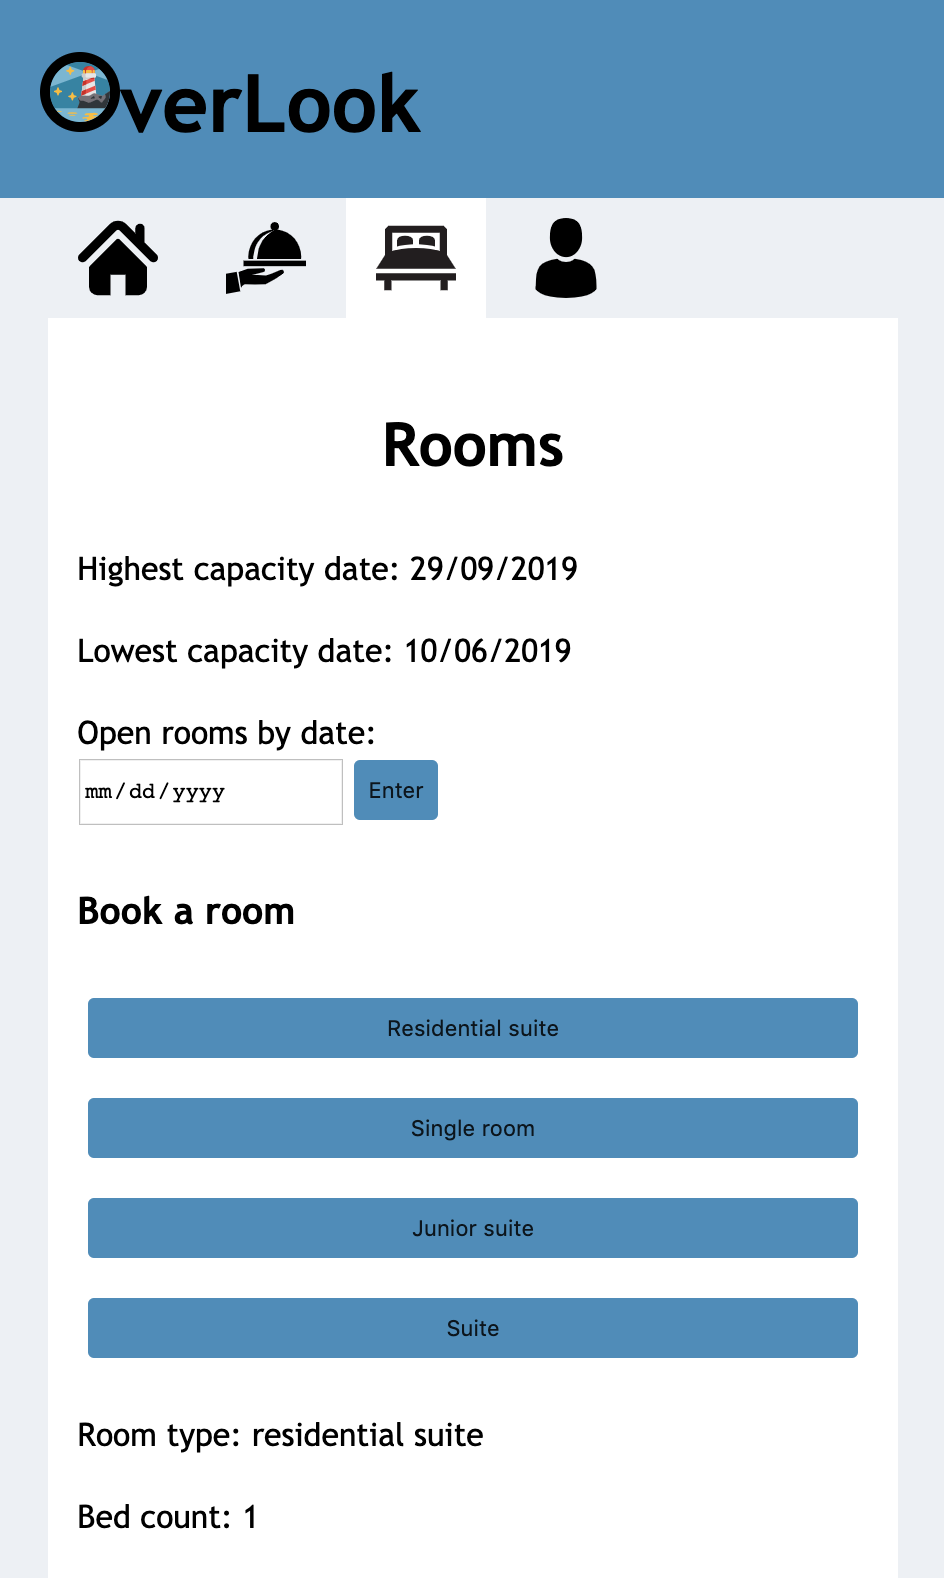 OverLook
Rooms
Highest capacity date: 29/09/2019
Lowest capacity date: 10/06/2019
Open rooms by date:
mm/dd/yyyy
Enter
Book a room
Residential suite
Single room
Junior suite
Suite
Room type: residential suite
Bed count: 1